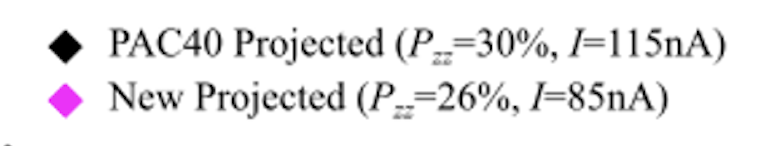 PAC40 Projected (Pzz=30%, I=115nA)
New Projected (Pzz=26%, I=85nA)